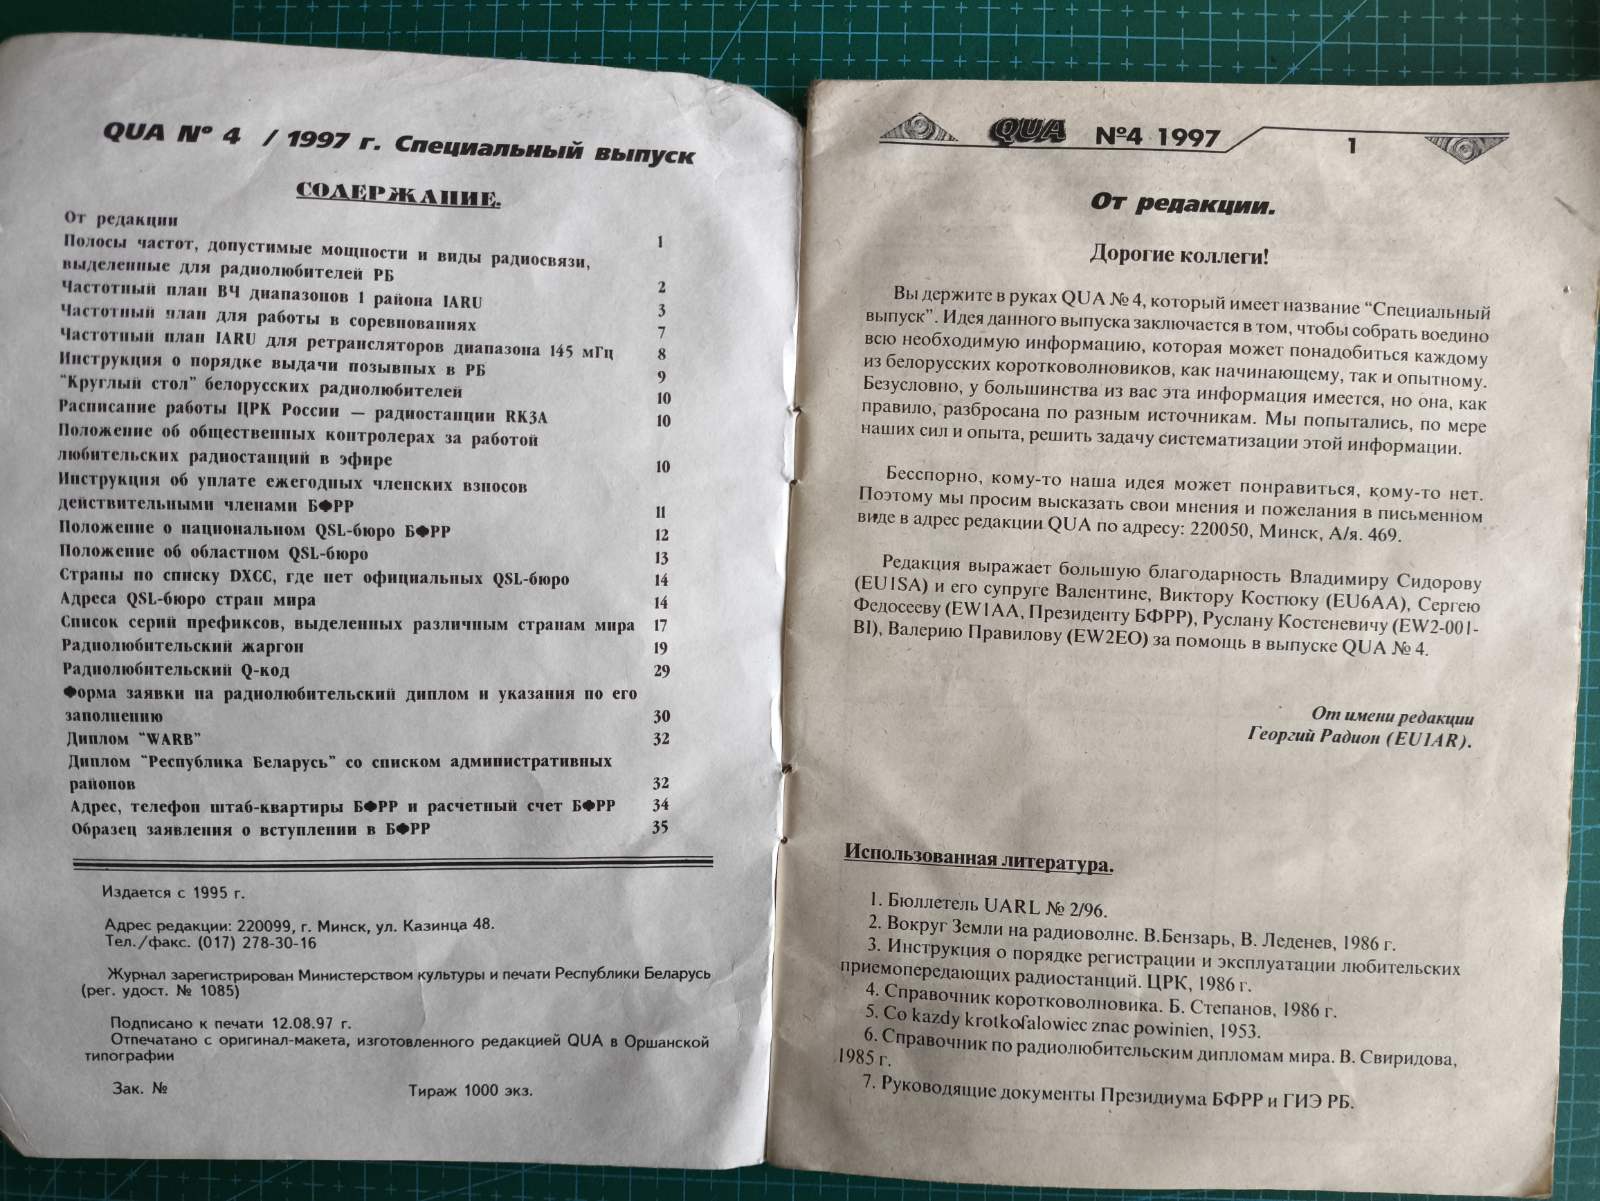 QUA № 4 / 1997 г. Специальный выпуск
СОДЕРЖАНИЕ.
От редакции 1
Полосы частот, допустимые мощности и виды радиосвязи,
выделенные для радиолюбителей РБ 2
Частотный план ВЧ диапазонов 1 района IARU 3
Частотный план для работы в соревнованиях 7
Частотный план IARU для ретрансляторов диапазона 145 мГц 8
Инструкция о порядке выдачи позывных в РБ 9
"Круглый стол" белорусских радиолюбителей 10
Расписание работы ЦРК России — радиостанции RK3A 10
Положение об общественных контролерах за работой
любительских радиостанций в эфире 10
Инструкция об уплате ежегодных членских взносов
действительными членами БФРР 11
Положение о национальном QSL-бюро БФРР 12
Положение об областном QSL-бюро 13
Страны по списку DXCC, где нет официальных QSL-бюро 14
Адреса QSL-бюро стран мира 14
Список серий префиксов, выделенных различным странам мира 17
Радиолюбительский жаргон 19
Радиолюбительский Q-код 29
Форма заявки на радиолюбительский диплом и указания по его
заполнению 30
Диплом "WARB" 32
Диплом "Республика Беларусь" со списком административных
районов 32
Адрес, телефон штаб-квартиры БФРР и расчетный счет БФРР 34
Образец заявления о вступлении в БФРР 35
Издается с 1995 г.
Адрес редакции: 220099, г. Минск, ул. Казинца 48.
Тел./факс. (017) 278-30-16
Журнал зарегистрирован Министерством культуры и печати Республики Беларусь
(рег. удост. № 1085)
Подписано к печати 12.08.97 г.
Отпечатано с оригинал-макета, изготовленного редакцией QUA в Оршанской
типографии
Зак. № Тираж 1000 экз.
QUA №4 1997 1
От редакции.
Дорогие коллеги!
Вы держите в руках QUA № 4, который имеет название “Специальный
выпуск”. Идея данного выпуска заключается в том, чтобы собрать воедино
всю необходимую информацию, которая может понадобиться каждому
из белорусских коротковолновиков, как начинающему, так и опытному.
Безусловно, у большинства из вас эта информация имеется, но она, как
правило, разбросана по разным источникам. Мы попытались, по мере
наших сил и опыта, решить задачу систематизации этой информации.
Бесспорно, кому-то наша идея может понравиться, кому-то нет.
Поэтому мы просим высказать свои мнения и пожелания в письменном
виде в адрес редакции QUA по адресу: 220050, Минск, А/я. 469.
Редакция выражает большую благодарность Владимиру Сидорову
(EU1SA) и его супруге Валентине, Виктору Костюку (EU6AA), Сергею
Федосееву (EW1AA, Президенту БФРР), Руслану Костеневичу (EW2-001-
BI), Валерию Правилову (EW2EO) за помощь в выпуске QUA № 4.
От имени редакции
Георгий Радион (EU1AR).
Использованная литература.
1. Бюллетель UARL № 2/96.
2. Вокруг Земли на радиоволне. В.Бензарь, В. Леденев, 1986 г.
3. Инструкция о порядке регистрации и эксплуатации любительских
приемопередающих радиостанций. ЦРК, 1986 г.
4. Справочник коротковолновика. Б. Степанов, 1986 г.
5. Co kazdy krotkofalowiec znac powinien, 1953.
6. Справочник по радиолюбительским дипломам мира. В. Свиридова,
1985 г.
7. Руководящие документы Президиума БФРР и ГИЭ РБ.